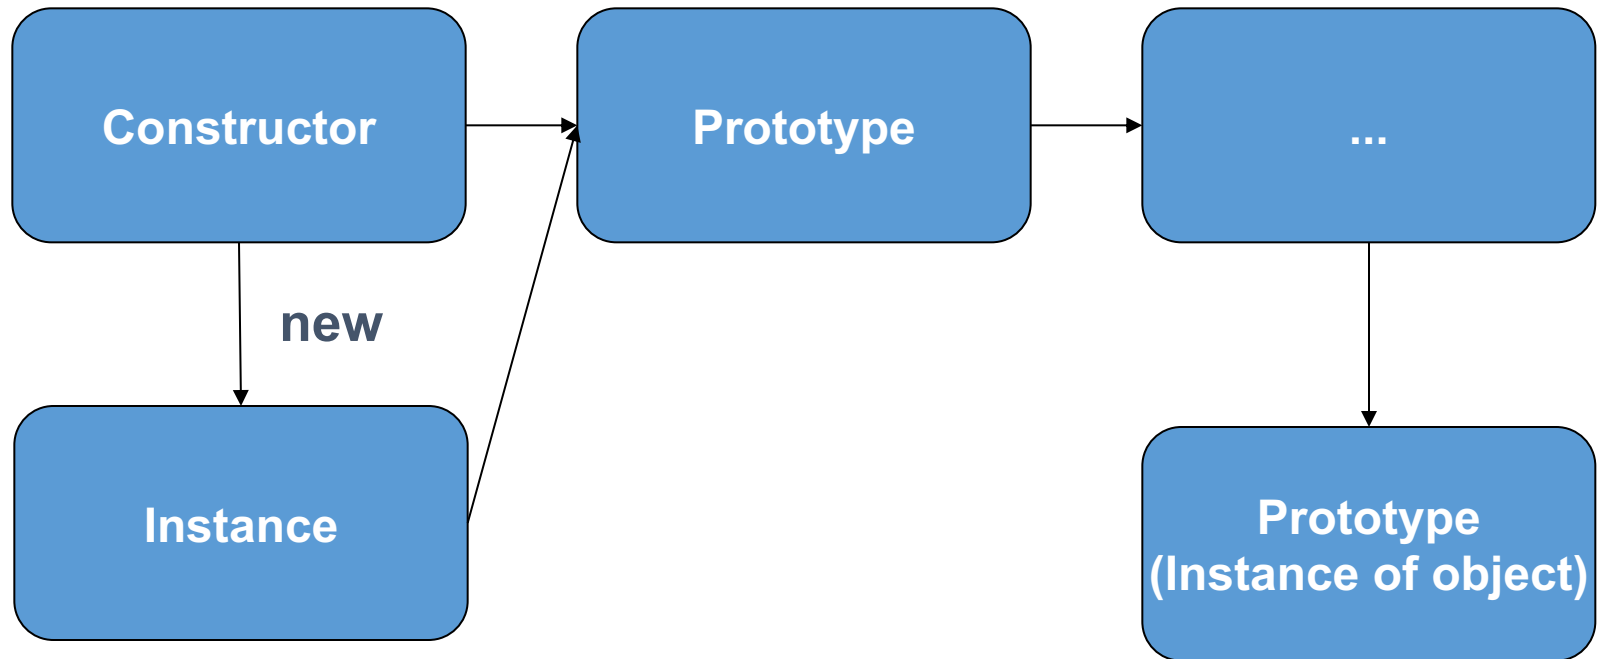 Constructor
Prototype
...
new
Instance
Prototype
(Instance of object)